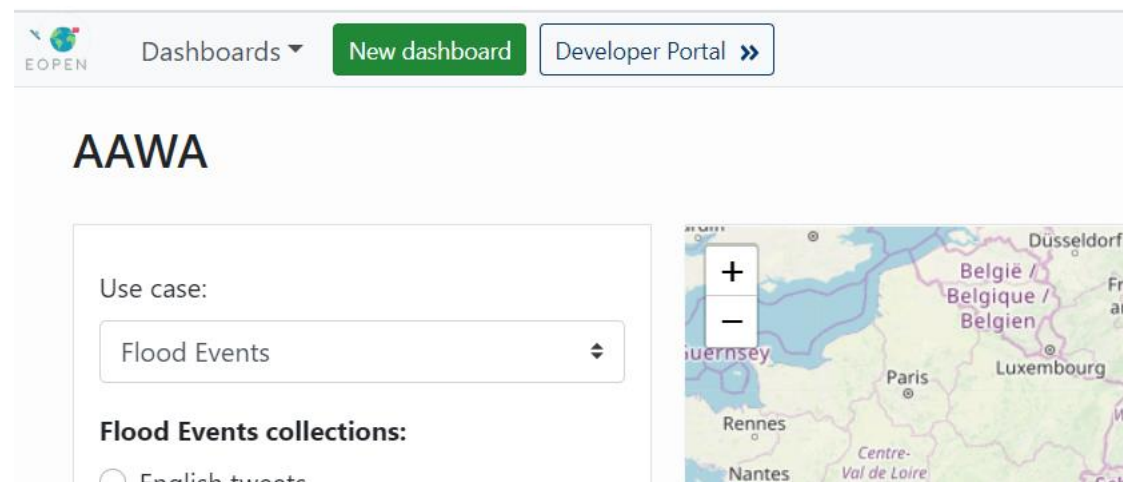 EOPEN
Dashboards
New dashboard
Developer Portal »
AAWA
Use case:
Flood Events
Flood Events collections:
English tweets
+
−
Düsseldorf
België /
Belgique /
Belgien
Luxembourg
Paris
Rennes
Centre-
Val de Loire
Nantes